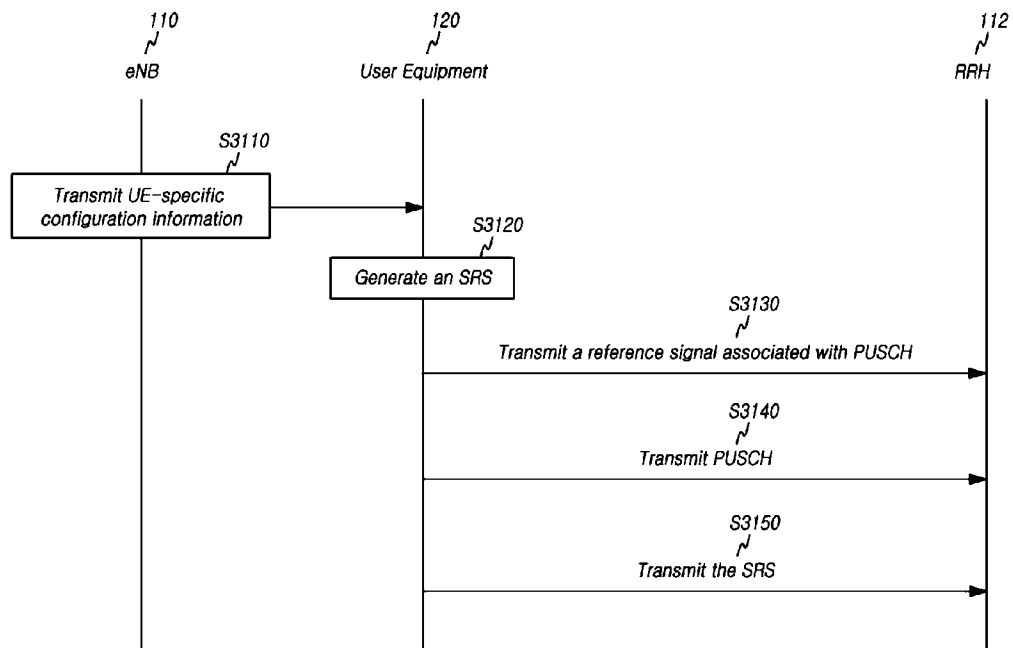 110
120
112
eNB
User Equipment
RRH
S3110
Transmit UE-specific
configuration information
S3120
Generate an SRS
S3130
Transmit a reference signal associated with PUSCH
S3140
Transmit PUSCH
S3150
Transmit the SRS